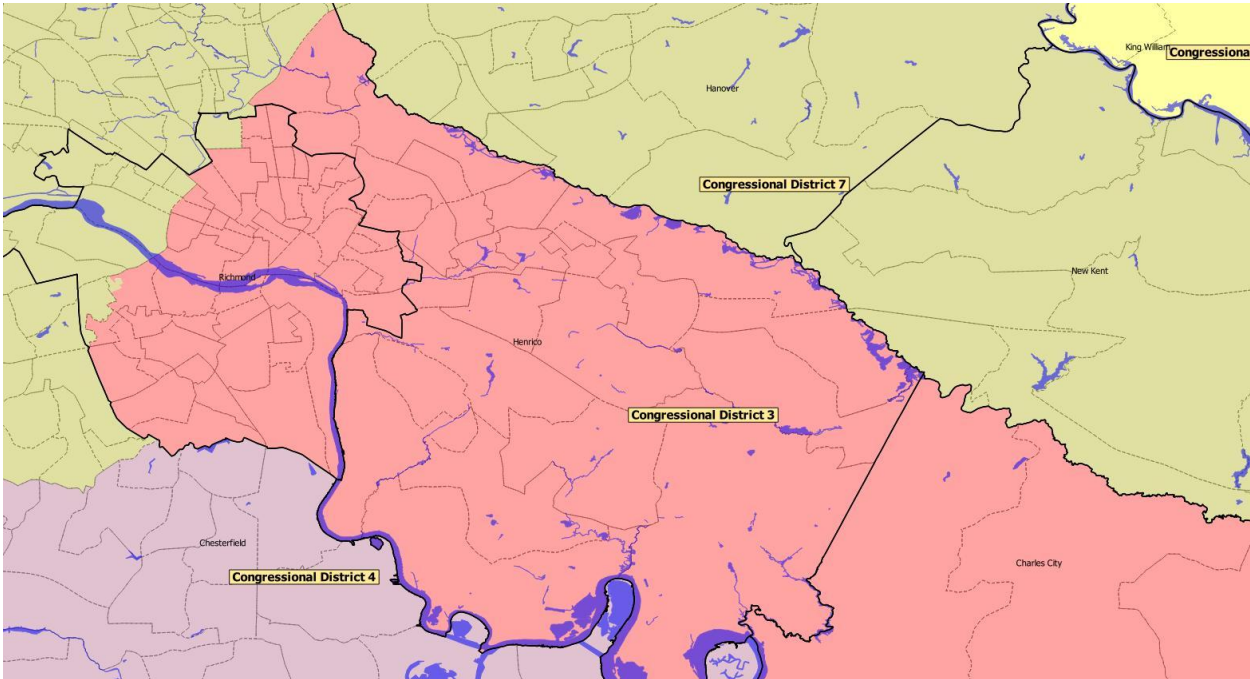 King William
Congressional
Hanover
Congressional District 7
New Kent
Richmond
Henrico
Congressional District 3
Chesterfield
Congressional District 4
Charles City